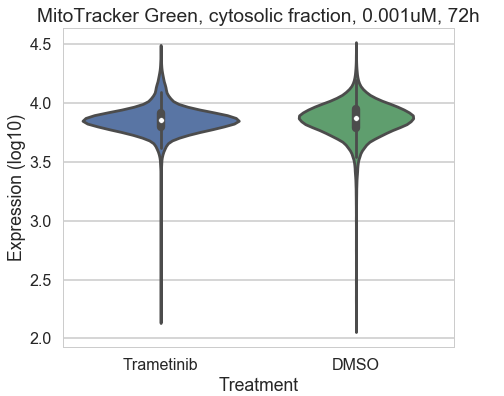 MitoTracker Green, cytosolic fraction, 0.001uM, 72h
4.5
4.0
3.5
3.0
2.5
2.0
Expression (log10)
Trametinib DMSO
Treatment